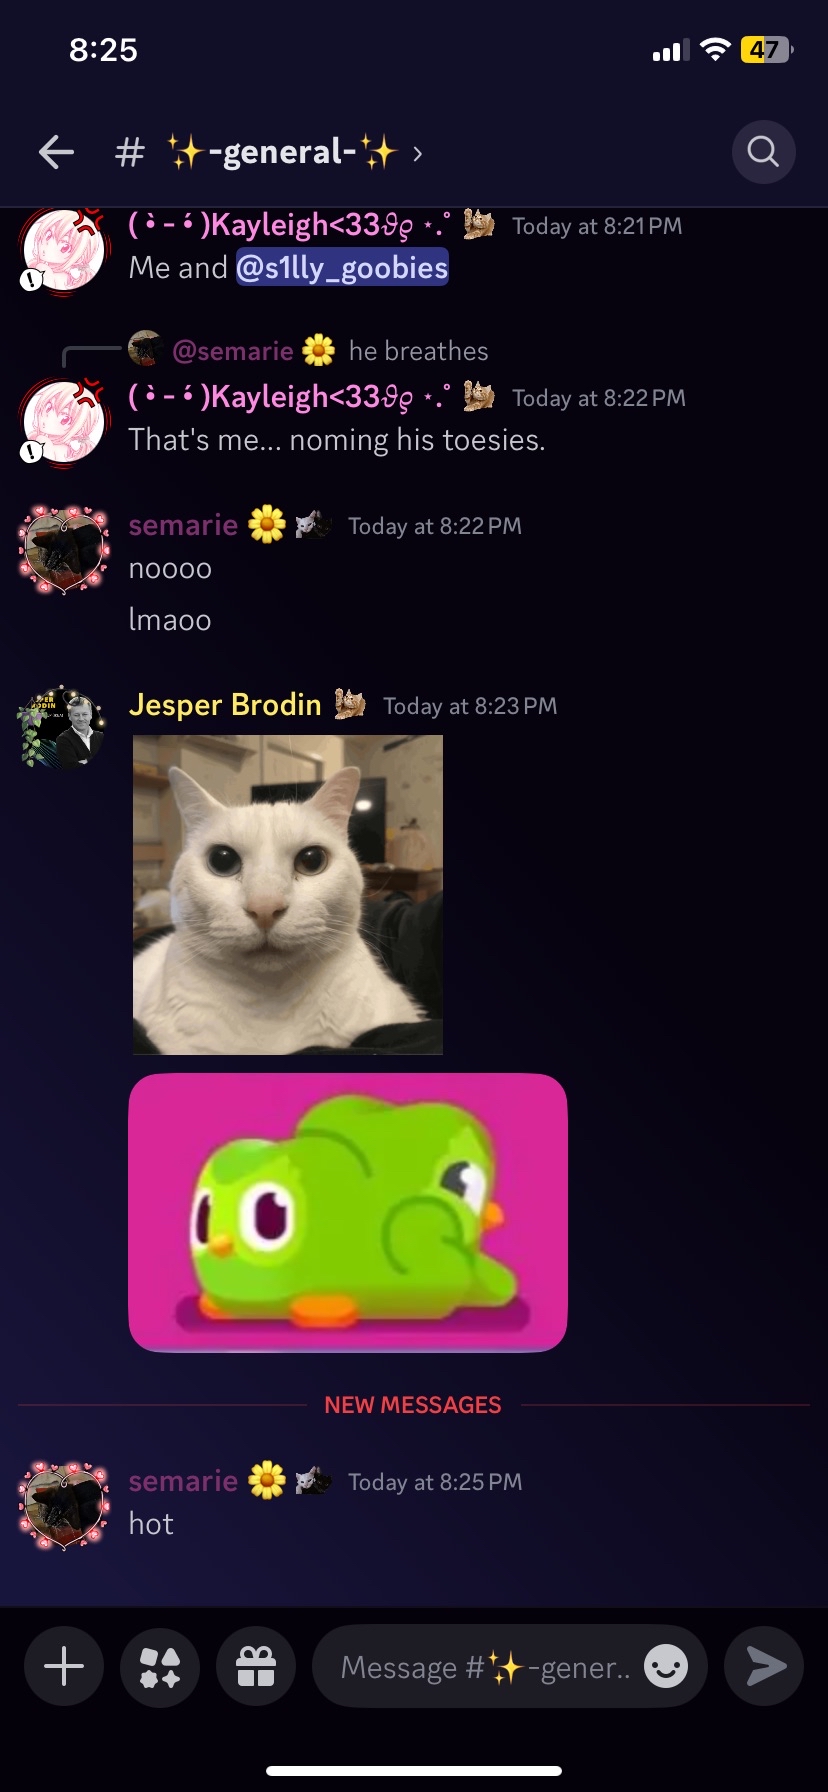 8:25
47
# ✨-general-✨ ›
(•̀-•́)Kayleigh<33𝜗𝜚 ⋆.˚ Today at 8:21 PM
Me and @s1lly_goobies
@semarie 🌼 he breathes
(•̀-•́)Kayleigh<33𝜗𝜚 ⋆.˚ Today at 8:22 PM
That's me... noming his toesies.
semarie 🌼 Today at 8:22 PM
noooo
lmaoo
Jesper Brodin Today at 8:23 PM
NEW MESSAGES
semarie 🌼 Today at 8:25 PM
hot
Message #✨-gener..